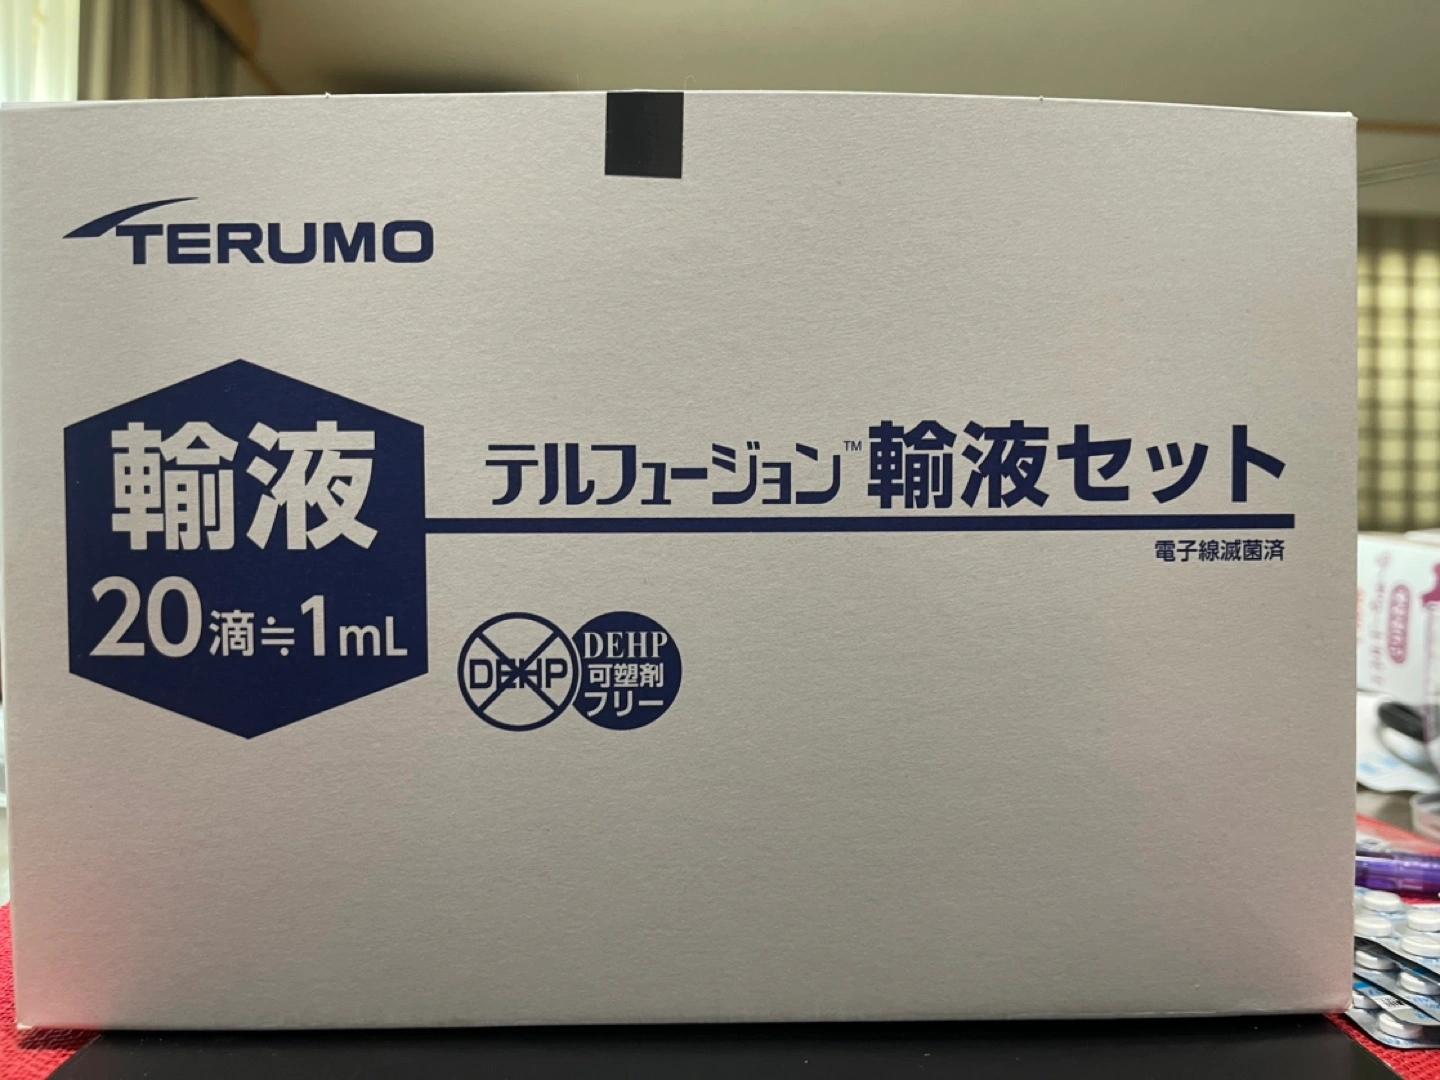 TERUMO
輸液
20滴≒1mL
テルフュージョン™輸液セット
電子線滅菌済
DEHP
DEHP
可塑剤
フリー